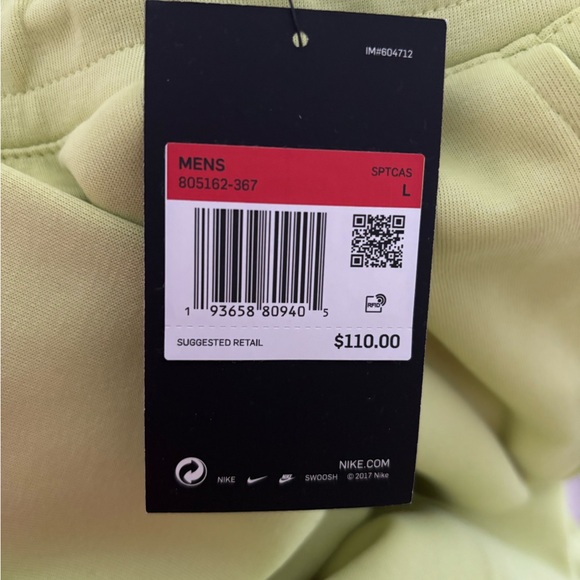 IM#604712
MENS
805162-367
SPTCAS
L
1 93658 80940 5
RFID
SUGGESTED RETAIL
$110.00
NIKE.COM
NIKE SWOOSH © 2017 Nike